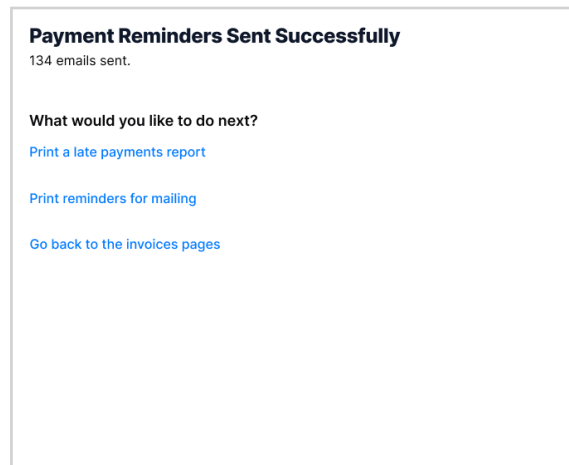 Payment Reminders Sent Successfully
134 emails sent.
What would you like to do next?
Print a late payments report
Print reminders for mailing
Go back to the invoices pages